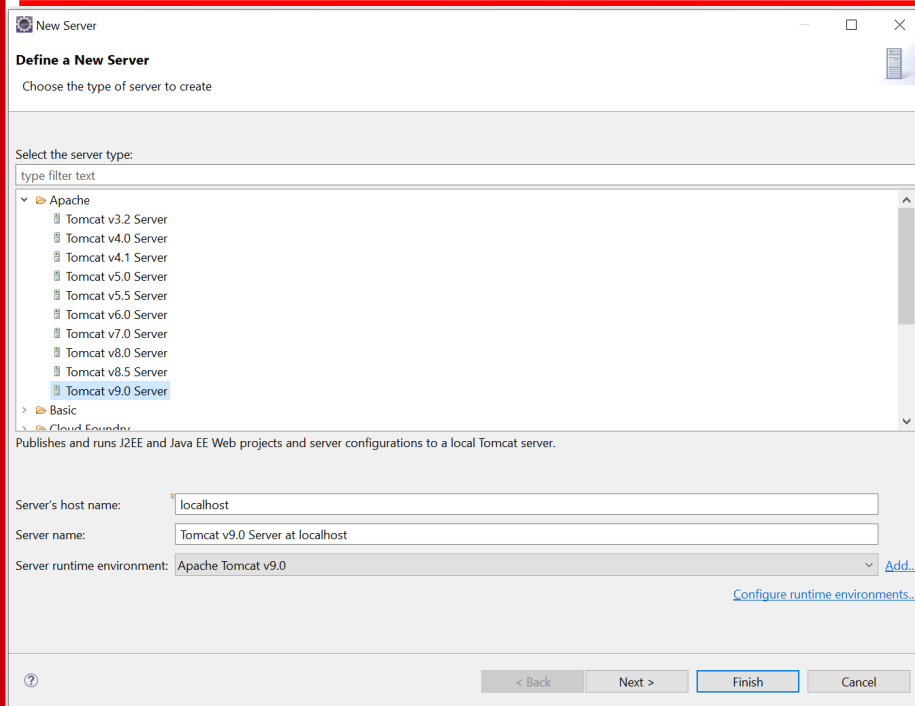 New Server
Define a New Server
Choose the type of server to create
Select the server type:
type filter text
Apache
Tomcat v3.2 Server
Tomcat v4.0 Server
Tomcat v4.1 Server
Tomcat v5.0 Server
Tomcat v5.5 Server
Tomcat v6.0 Server
Tomcat v7.0 Server
Tomcat v8.0 Server
Tomcat v8.5 Server
Tomcat v9.0 Server
Basic
Cloud Foundry
Publishes and runs J2EE and Java EE Web projects and server configurations to a local Tomcat server.
Server's host name: localhost
Server name: Tomcat v9.0 Server at localhost
Server runtime environment: Apache Tomcat v9.0 Add...
Configure runtime environments...
? < Back Next > Finish Cancel